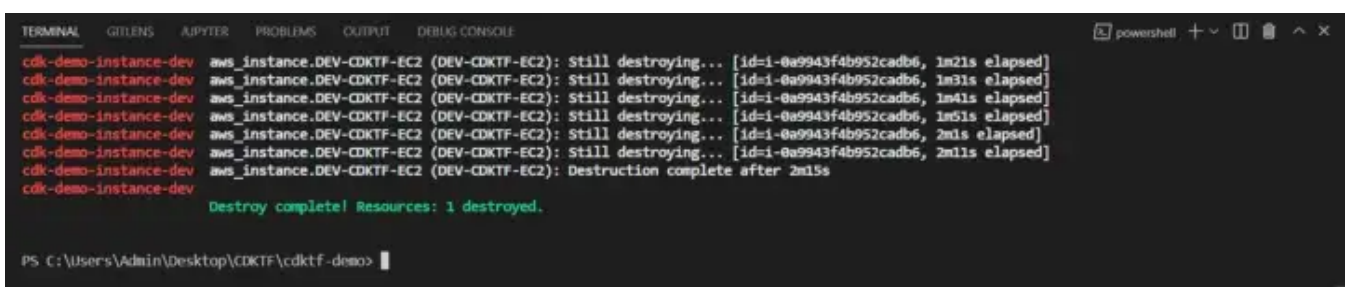 TERMINAL GITLENS JUPYTER PROBLEMS OUTPUT DEBUG CONSOLE powershell
cdk-demo-instance-dev aws_instance.DEV-CDKTF-EC2 (DEV-CDKTF-EC2): Still destroying... [id=i-0a9943f4b952cadb6, 1m21s elapsed]
cdk-demo-instance-dev aws_instance.DEV-CDKTF-EC2 (DEV-CDKTF-EC2): Still destroying... [id=i-0a9943f4b952cadb6, 1m31s elapsed]
cdk-demo-instance-dev aws_instance.DEV-CDKTF-EC2 (DEV-CDKTF-EC2): Still destroying... [id=i-0a9943f4b952cadb6, 1m41s elapsed]
cdk-demo-instance-dev aws_instance.DEV-CDKTF-EC2 (DEV-CDKTF-EC2): Still destroying... [id=i-0a9943f4b952cadb6, 1m51s elapsed]
cdk-demo-instance-dev aws_instance.DEV-CDKTF-EC2 (DEV-CDKTF-EC2): Still destroying... [id=i-0a9943f4b952cadb6, 2m1s elapsed]
cdk-demo-instance-dev aws_instance.DEV-CDKTF-EC2 (DEV-CDKTF-EC2): Still destroying... [id=i-0a9943f4b952cadb6, 2m11s elapsed]
cdk-demo-instance-dev aws_instance.DEV-CDKTF-EC2 (DEV-CDKTF-EC2): Destruction complete after 2m15s
cdk-demo-instance-dev
Destroy complete! Resources: 1 destroyed.
PS C:\Users\Admin\Desktop\CDKTF\cdktf-demo>